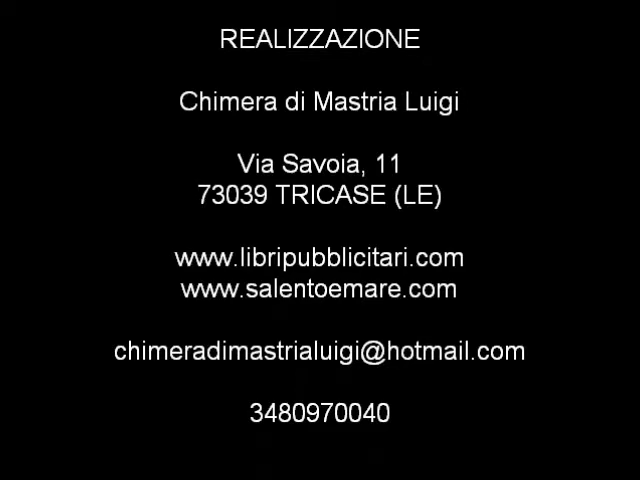 REALIZZAZIONE
Chimera di Mastria Luigi
Via Savoia, 11
73039 TRICASE (LE)
www.libripubblicitari.com
www.salentoemare.com
chimeradimastrialuigi@hotmail.com
3480970040